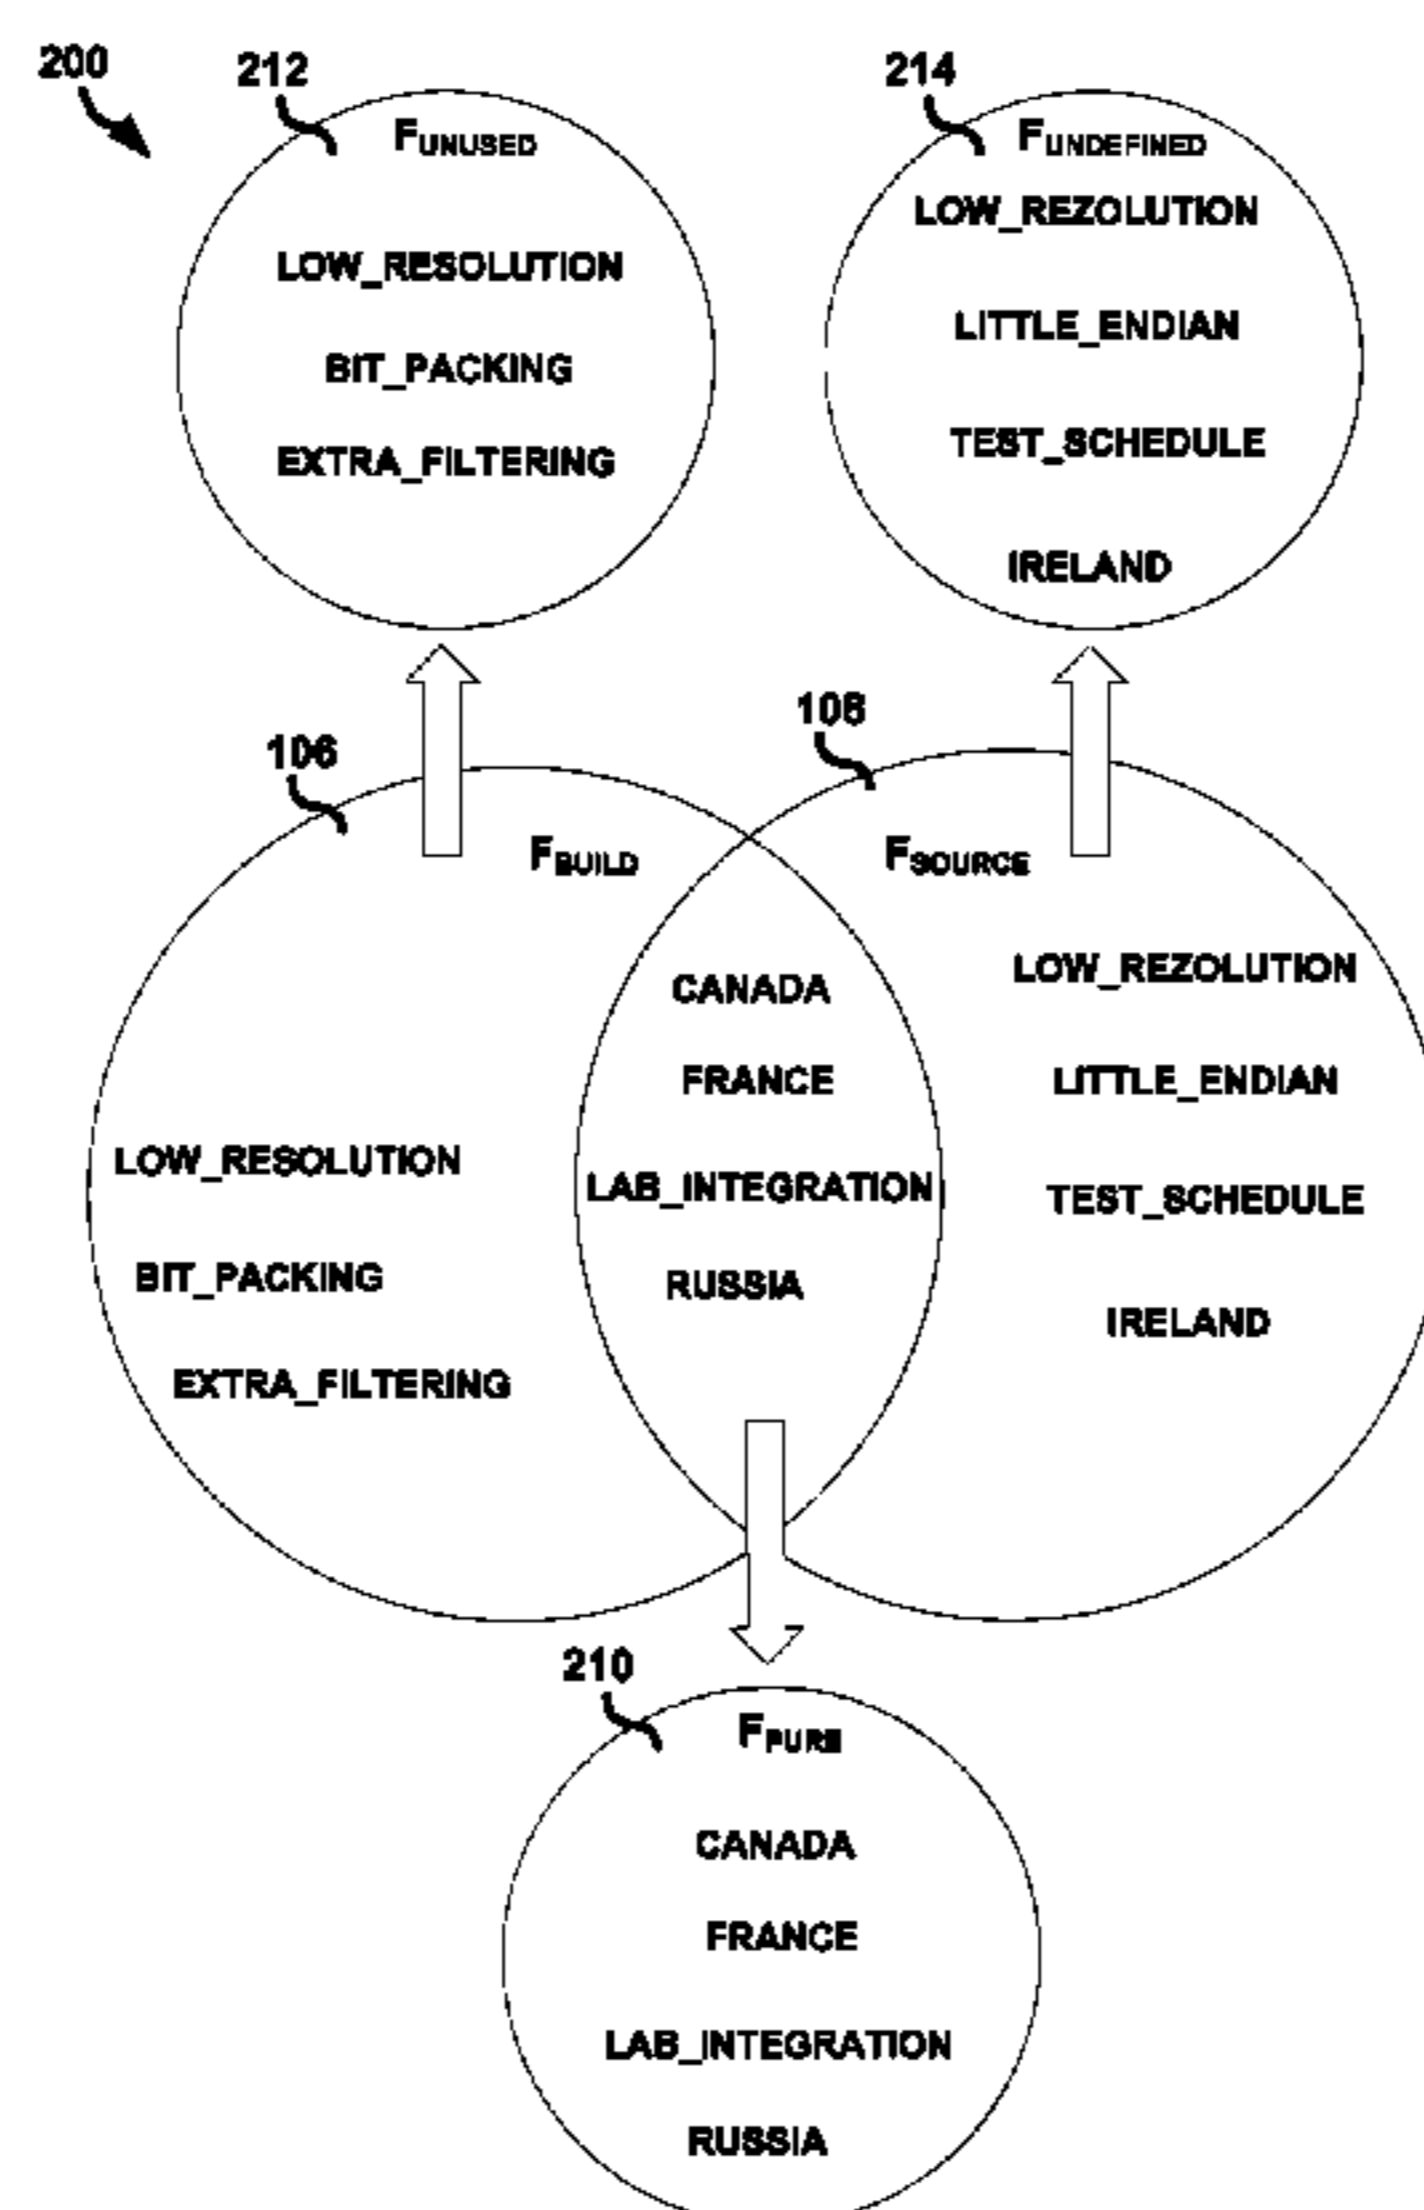 200
212
214
FUNUSED
FUNDEFINED
LOW_RESOLUTION
BIT_PACKING
EXTRA_FILTERING
LOW_REZOLUTION
LITTLE_ENDIAN
TEST_SCHEDULE
IRELAND
106
108
FBUILD
FSOURCE
LOW_RESOLUTION
BIT_PACKING
EXTRA_FILTERING
CANADA
FRANCE
LAB_INTEGRATION
RUSSIA
LOW_REZOLUTION
LITTLE_ENDIAN
TEST_SCHEDULE
IRELAND
210
FPURE
CANADA
FRANCE
LAB_INTEGRATION
RUSSIA